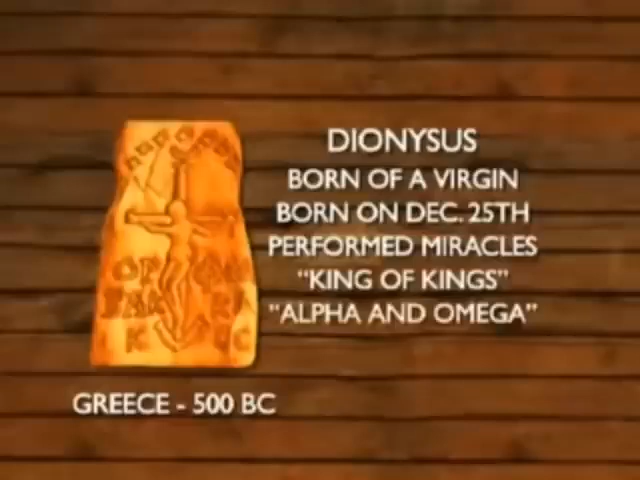 DIONYSUS
BORN OF A VIRGIN
BORN ON DEC. 25TH
PERFORMED MIRACLES
“KING OF KINGS”
“ALPHA AND OMEGA”
GREECE - 500 BC